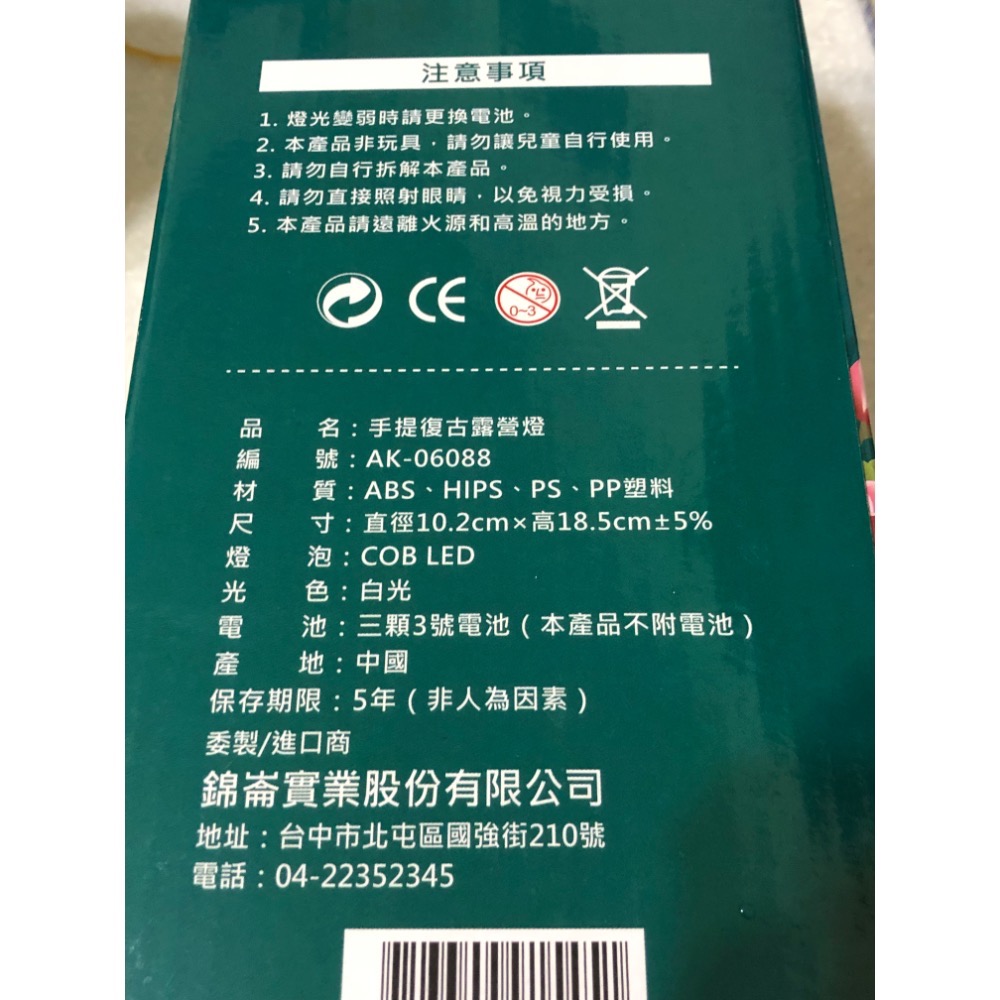 注意事項
1. 燈光變弱時請更換電池。
2. 本產品非玩具，請勿讓兒童自行使用。
3. 請勿自行拆解本產品。
4. 請勿直接照射眼睛，以免視力受損。
5. 本產品請遠離火源和高溫的地方。
CE 0-3
品名：手提復古露營燈
編號：AK-06088
材質：ABS、HIPS、PS、PP塑料
尺寸：直徑10.2cm×高18.5cm±5%
燈泡：COB LED
光色：白光
電池：三顆3號電池（本產品不附電池）
產地：中國
保存期限：5年（非人為因素）
委製/進口商
錦崙實業股份有限公司
地址：台中市北屯區國強街210號
電話：04-22352345